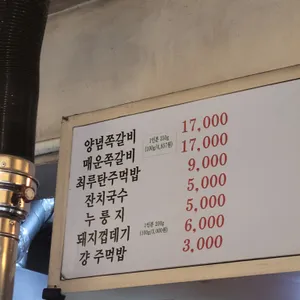 양념쪽갈비 17,000
매운쪽갈비 17,000
최루탄주먹밥 9,000
잔치국수 5,000
누룽지 5,000
돼지껍데기 6,000
걍 주먹밥 3,000